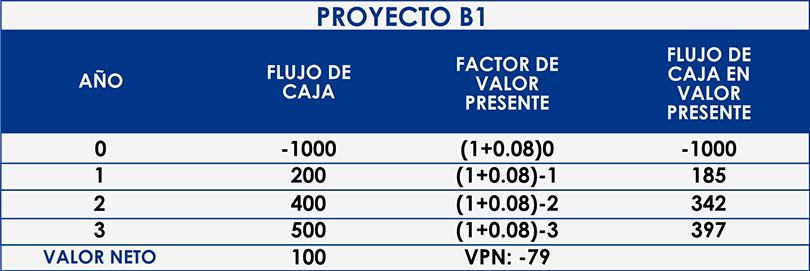 PROYECTO B1
AÑO FLUJO DE CAJA FACTOR DE VALOR PRESENTE FLUJO DE CAJA EN VALOR PRESENTE
0 -1000 (1+0.08)0 -1000
1 200 (1+0.08)-1 185
2 400 (1+0.08)-2 342
3 500 (1+0.08)-3 397
VALOR NETO 100 VPN: -79